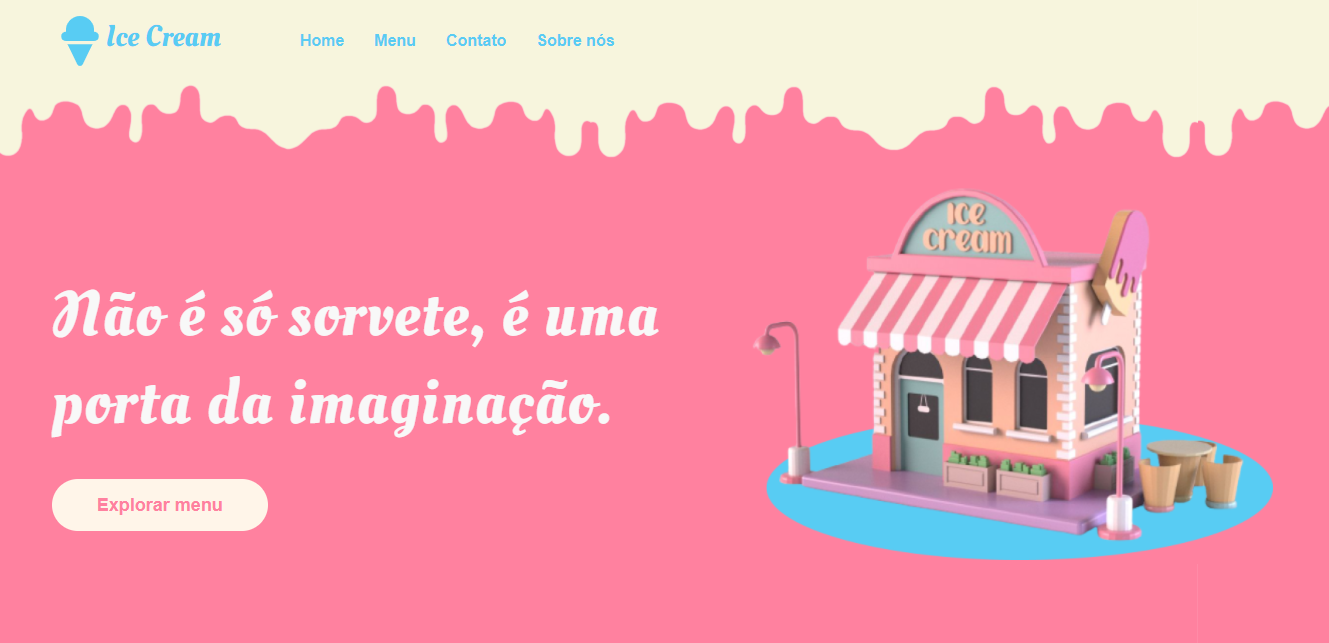 Ice Cream
Home Menu Contato Sobre nós
ice
cream
Não é só sorvete, é uma
porta da imaginação.
Explorar menu